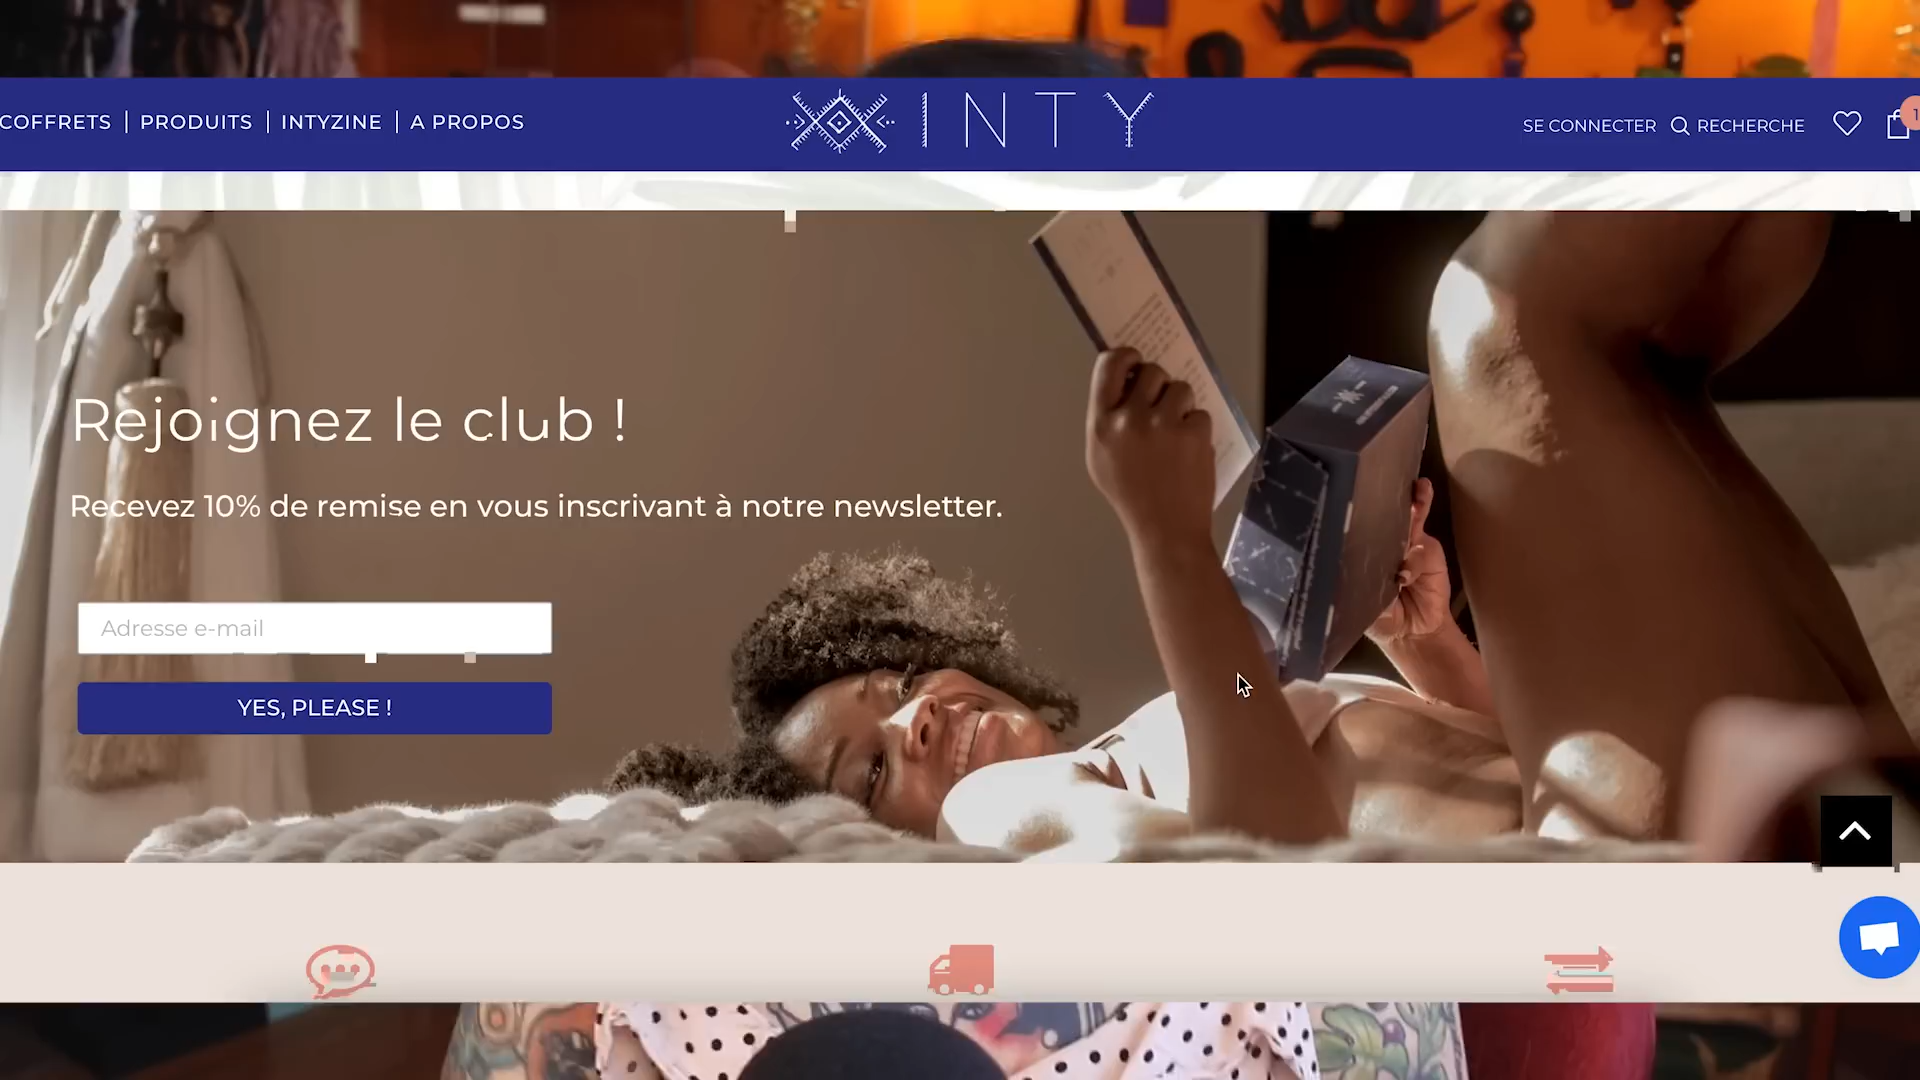 COFFRETS | PRODUITS | INTYZINE | A PROPOS
INTY
SE CONNECTER
RECHERCHE
1
Rejoignez le club !
Recevez 10% de remise en vous inscrivant à notre newsletter.
Adresse e-mail
YES, PLEASE !